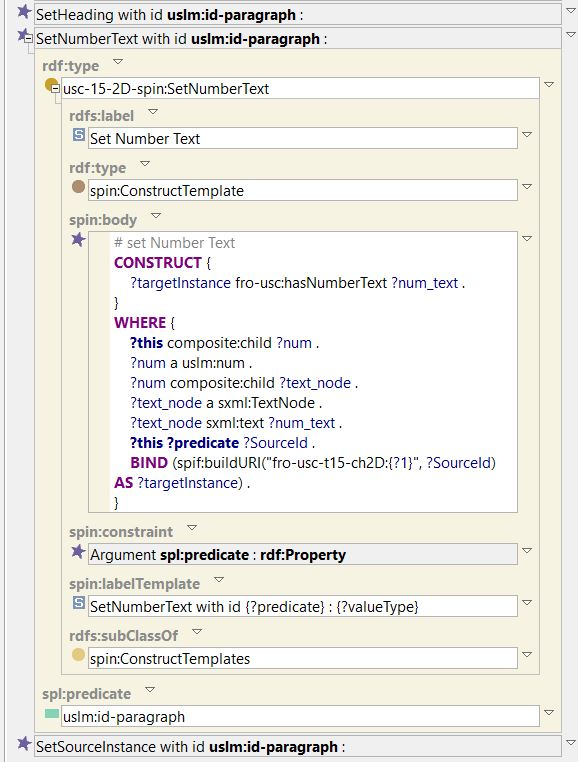 SetHeading with id uslm:id-paragraph :
SetNumberText with id uslm:id-paragraph :
rdf:type
usc-15-2D-spin:SetNumberText
rdfs:label
S Set Number Text
rdf:type
spin:ConstructTemplate
spin:body
# set Number Text
CONSTRUCT {
?targetInstance fro-usc:hasNumberText ?num_text .
}
WHERE {
?this composite:child ?num .
?num a uslm:num .
?num composite:child ?text_node .
?text_node a sxml:TextNode .
?text_node sxml:text ?num_text .
?this ?predicate ?SourceId .
BIND (spif:buildURI("fro-usc-t15-ch2D:{?1}", ?SourceId)
AS ?targetInstance) .
}
spin:constraint
Argument spl:predicate : rdf:Property
spin:labelTemplate
S SetNumberText with id {?predicate} : {?valueType}
rdfs:subClassOf
spin:ConstructTemplates
spl:predicate
uslm:id-paragraph
SetSourceInstance with id uslm:id-paragraph :